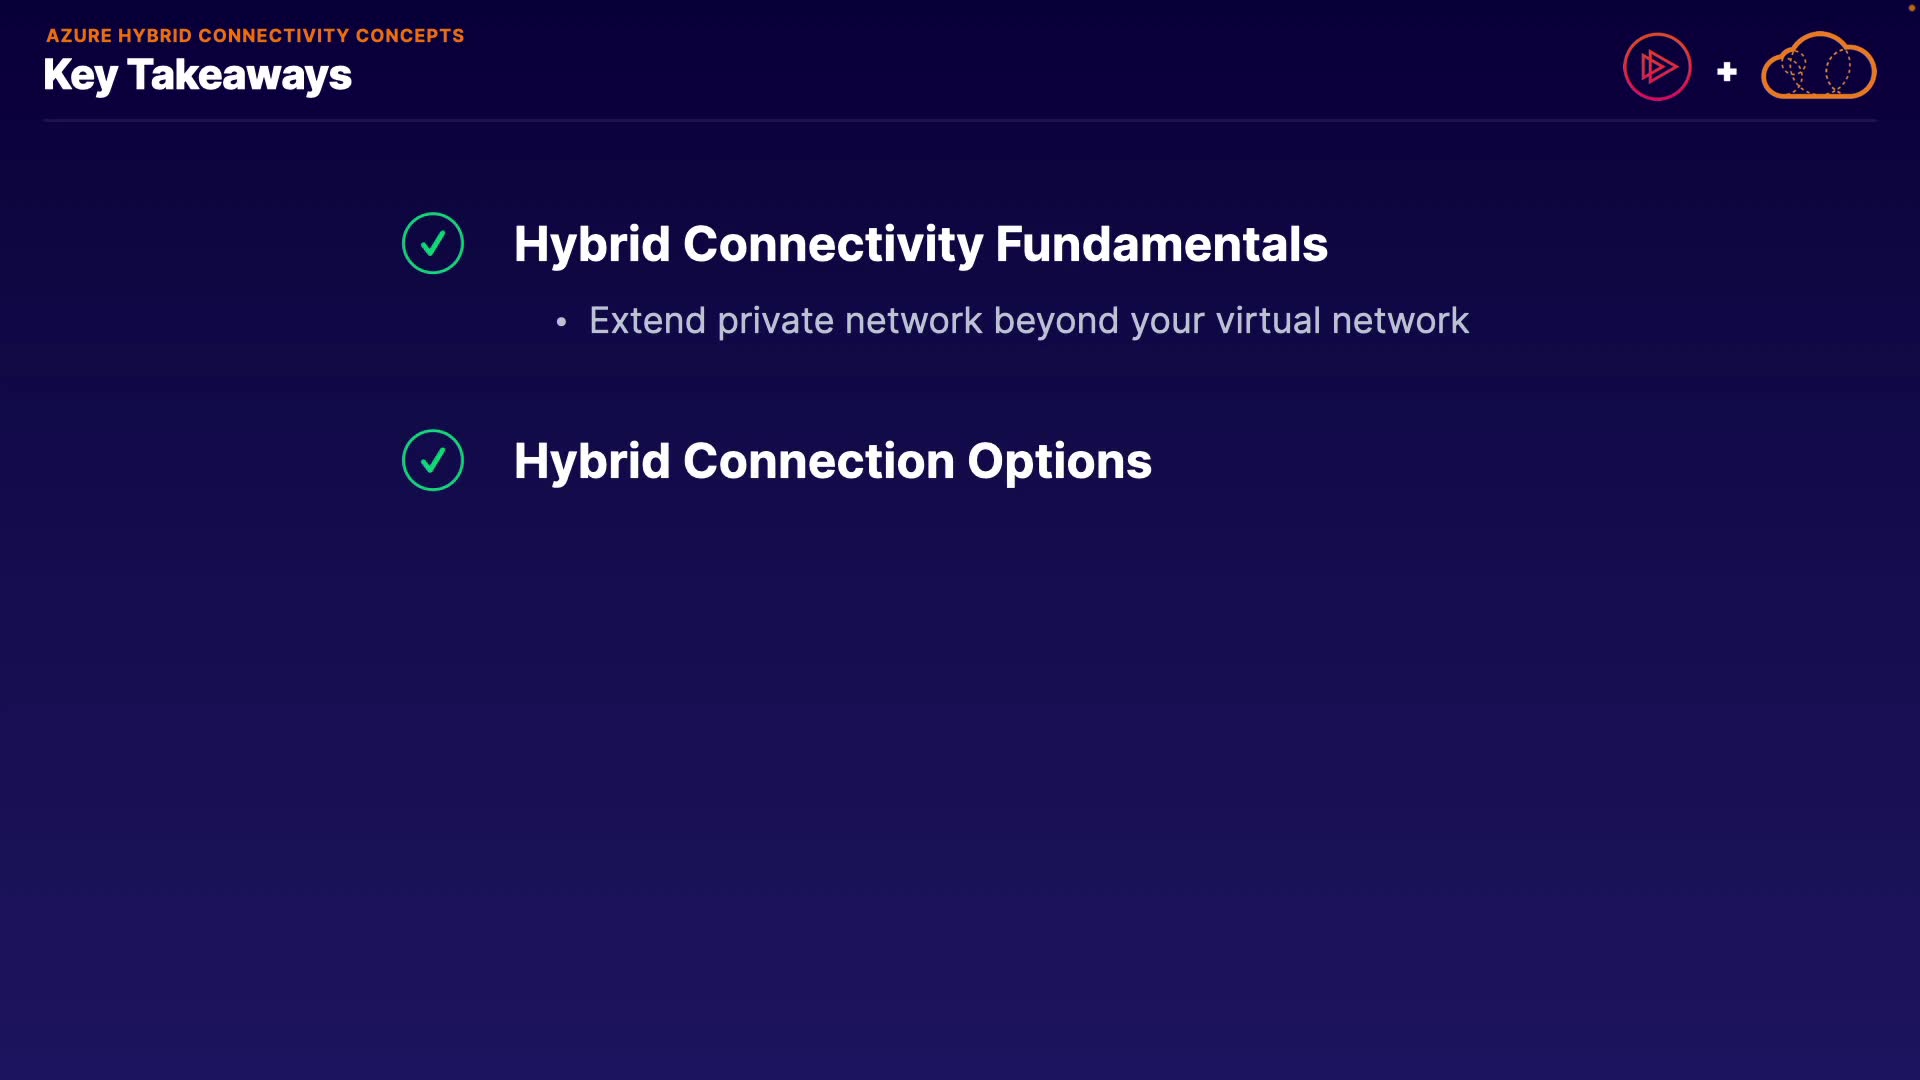 AZURE HYBRID CONNECTIVITY CONCEPTS
Key Takeaways
+
Hybrid Connectivity Fundamentals
• Extend private network beyond your virtual network
Hybrid Connection Options